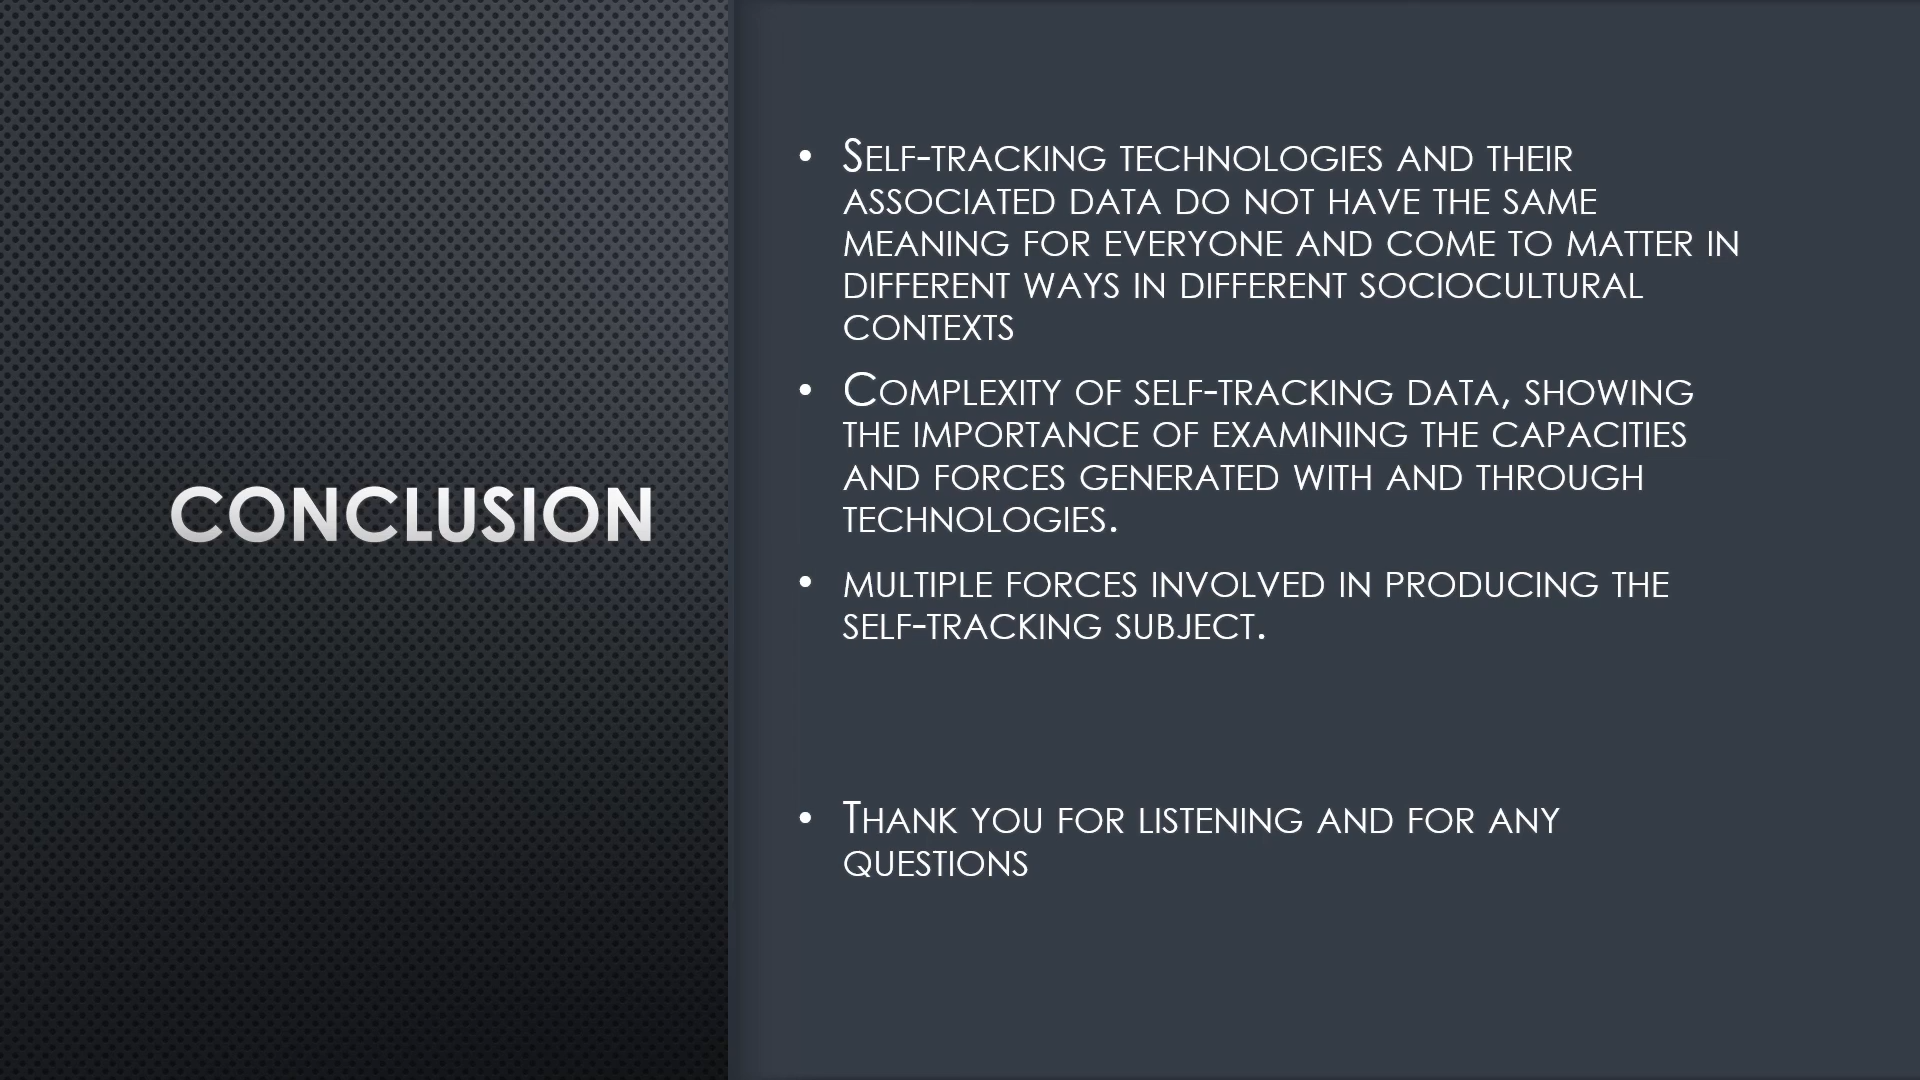 CONCLUSION
• Self-tracking technologies and their
associated data do not have the same
meaning for everyone and come to matter in
different ways in different sociocultural
contexts
• Complexity of self-tracking data, showing
the importance of examining the capacities
and forces generated with and through
technologies.
• multiple forces involved in producing the
self-tracking subject.
• Thank you for listening and for any
questions